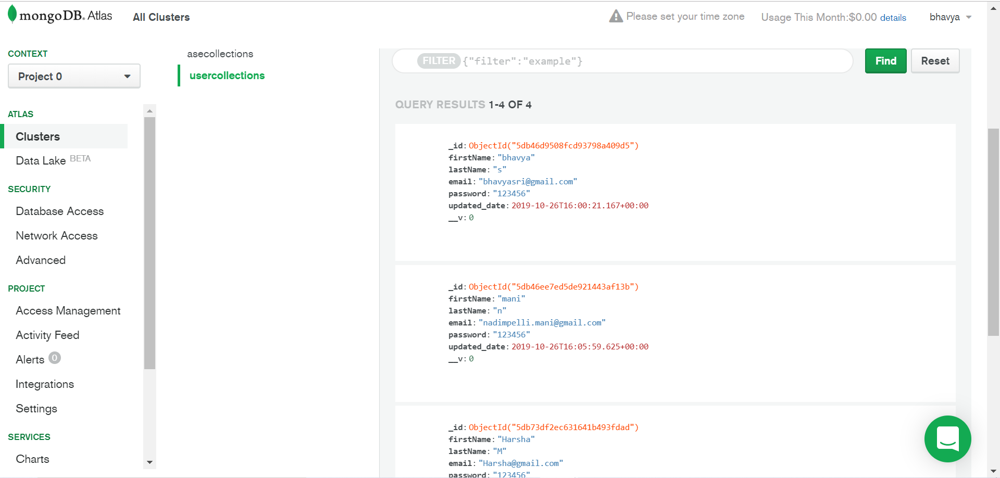 mongoDB. Atlas
All Clusters
Please set your time zone
Usage This Month:$0.00 details
bhavya
CONTEXT
Project 0
ATLAS
Clusters
Data Lake BETA
SECURITY
Database Access
Network Access
Advanced
PROJECT
Access Management
Activity Feed
Alerts 0
Integrations
Settings
SERVICES
Charts
asecollections
usercollections
FILTER {"filter":"example"}
Find
Reset
QUERY RESULTS 1-4 OF 4
_id: ObjectId("5db46d9508fcd93798a409d5")
firstName: "bhavya"
lastName: "s"
email: "bhavyasri@gmail.com"
password: "123456"
updated_date: 2019-10-26T16:00:21.167+00:00
__v: 0
_id: ObjectId("5db46ee7ed5de921443af13b")
firstName: "mani"
lastName: "n"
email: "nadimpelli.mani@gmail.com"
password: "123456"
updated_date: 2019-10-26T16:05:59.625+00:00
__v: 0
_id: ObjectId("5db73df2ec631641b493fdad")
firstName: "Harsha"
lastName: "M"
email: "Harsha@gmail.com"
password: "123456"